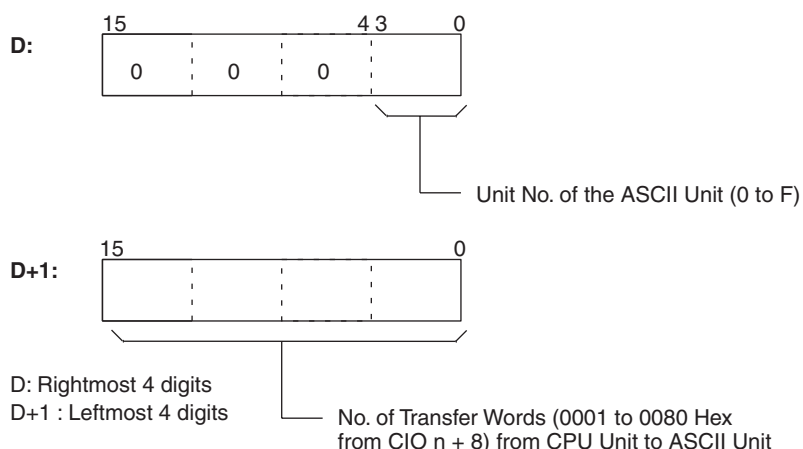 15 4 3 0
D:
0 0 0
Unit No. of the ASCII Unit (0 to F)
15 0
D+1:
D: Rightmost 4 digits
D+1 : Leftmost 4 digits
No. of Transfer Words (0001 to 0080 Hex
from CIO n + 8) from CPU Unit to ASCII Unit